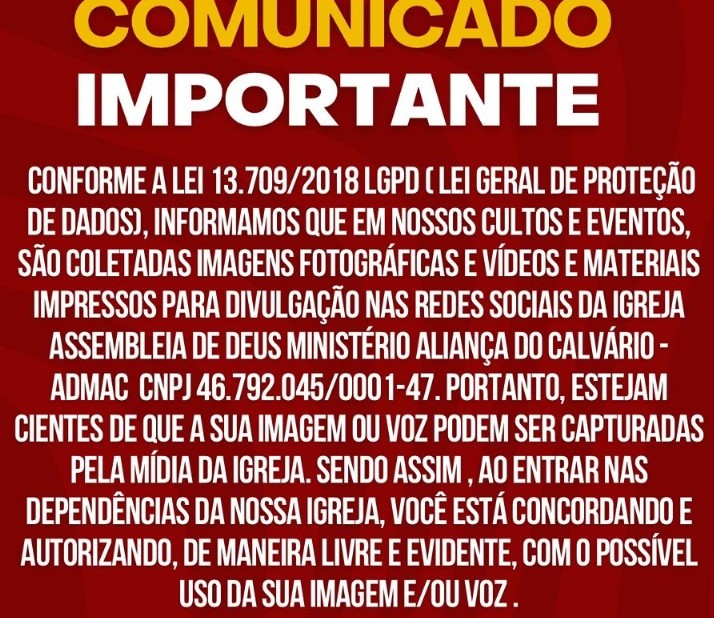 COMUNICADO
IMPORTANTE
CONFORME A LEI 13.709/2018 LGPD ( LEI GERAL DE PROTEÇÃO
DE DADOS), INFORMAMOS QUE EM NOSSOS CULTOS E EVENTOS,
SÃO COLETADAS IMAGENS FOTOGRÁFICAS E VÍDEOS E MATERIAIS
IMPRESSOS PARA DIVULGAÇÃO NAS REDES SOCIAIS DA IGREJA
ASSEMBLEIA DE DEUS MINISTÉRIO ALIANÇA DO CALVÁRIO -
ADMAC CNPJ 46.792.045/0001-47. PORTANTO, ESTEJAM
CIENTES DE QUE A SUA IMAGEM OU VOZ PODEM SER CAPTURADAS
PELA MÍDIA DA IGREJA. SENDO ASSIM , AO ENTRAR NAS
DEPENDÊNCIAS DA NOSSA IGREJA, VOCÊ ESTÁ CONCORDANDO E
AUTORIZANDO, DE MANEIRA LIVRE E EVIDENTE, COM O POSSÍVEL
USO DA SUA IMAGEM E/OU VOZ .